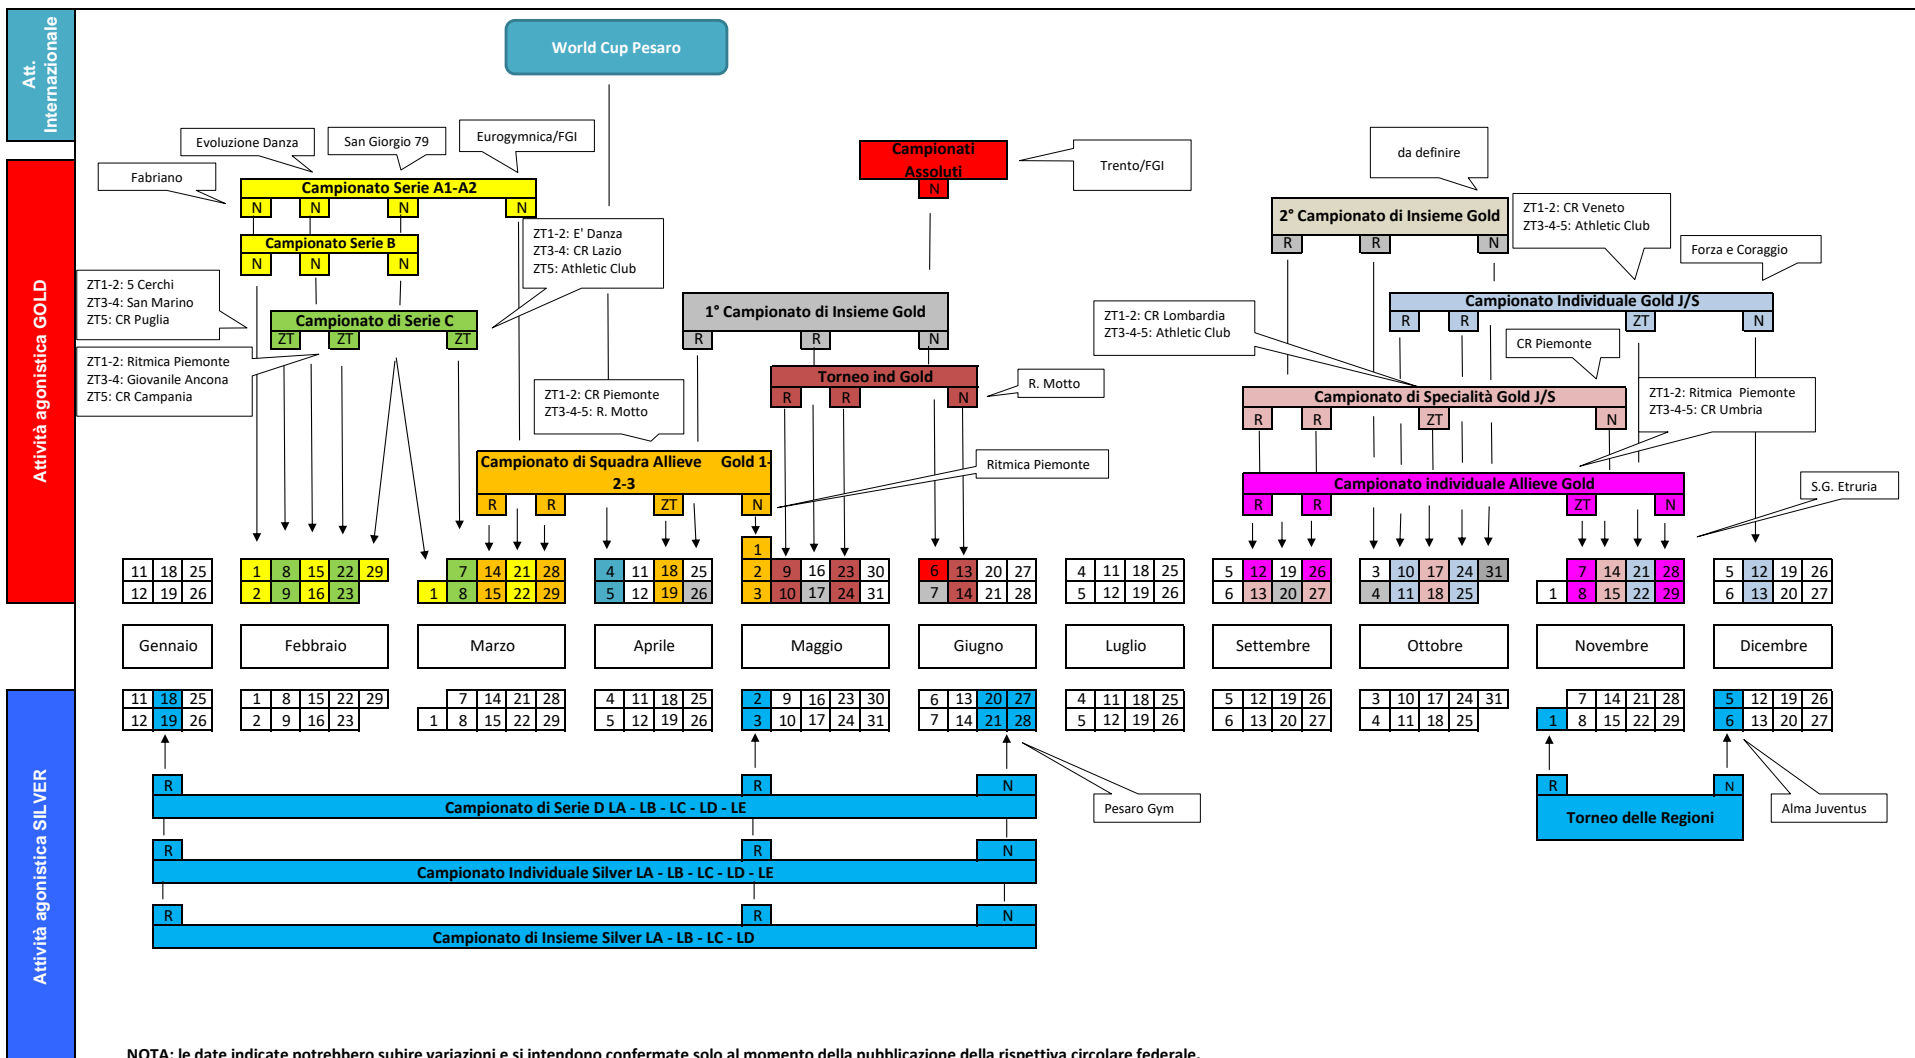 Att.
Internazionale
World Cup Pesaro
Evoluzione Danza
San Giorgio 79
Eurogymnica/FGI
Fabriano
Campionato Serie A1-A2
N N N N
Campionato Serie B
N N N
ZT1-2: E' Danza
ZT3-4: CR Lazio
ZT5: Athletic Club
ZT1-2: 5 Cerchi
ZT3-4: San Marino
ZT5: CR Puglia
Campionato di Serie C
ZT ZT ZT
ZT1-2: Ritmica Piemonte
ZT3-4: Giovanile Ancona
ZT5: CR Campania
Campionati
Assoluti
N
Trento/FGI
da definire
2° Campionato di Insieme Gold
R R N
ZT1-2: CR Veneto
ZT3-4-5: Athletic Club
Forza e Coraggio
1° Campionato di Insieme Gold
R R N
Campionato Individuale Gold J/S
R R ZT N
ZT1-2: CR Lombardia
ZT3-4-5: Athletic Club
CR Piemonte
Torneo ind Gold
R R N
R. Motto
ZT1-2: CR Piemonte
ZT3-4-5: R. Motto
Campionato di Specialità Gold J/S
R R ZT N
ZT1-2: Ritmica Piemonte
ZT3-4-5: CR Umbria
Campionato di Squadra Allieve Gold 1-
2-3
R R ZT N
Ritmica Piemonte
Campionato individuale Allieve Gold
R R ZT N
S.G. Etruria
Attività agonistica GOLD
1
11 18 25 1 8 15 22 29 7 14 21 28 4 11 18 25 2 9 16 23 30 6 13 20 27 4 11 18 25 5 12 19 26 3 10 17 24 31 7 14 21 28 5 12 19 26
12 19 26 2 9 16 23 1 8 15 22 29 5 12 19 26 3 10 17 24 31 7 14 21 28 5 12 19 26 6 13 20 27 4 11 18 25 1 8 15 22 29 6 13 20 27
Gennaio Febbraio Marzo Aprile Maggio Giugno Luglio Settembre Ottobre Novembre Dicembre
11 18 25 1 8 15 22 29 7 14 21 28 4 11 18 25 2 9 16 23 30 6 13 20 27 4 11 18 25 5 12 19 26 3 10 17 24 31 7 14 21 28 5 12 19 26
12 19 26 2 9 16 23 1 8 15 22 29 5 12 19 26 3 10 17 24 31 7 14 21 28 5 12 19 26 6 13 20 27 4 11 18 25 1 8 15 22 29 6 13 20 27
Attività agonistica SILVER
R R N
Campionato di Serie D LA - LB - LC - LD - LE
Pesaro Gym
R N
Torneo delle Regioni
Alma Juventus
R R N
Campionato Individuale Silver LA - LB - LC - LD - LE
R R N
Campionato di Insieme Silver LA - LB - LC - LD
NOTA: le date indicate potrebbero subire variazioni e si intendono confermate solo al momento della pubblicazione della rispettiva circolare federale.